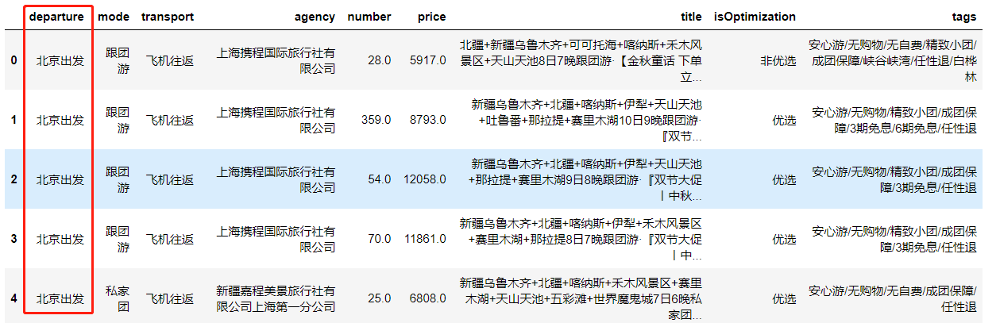 departure mode transport agency number price title isOptimization tags
北疆+新疆乌鲁木齐+可可托海+喀纳斯+禾木风 安心游/无购物/无自费/精致小团/
跟团 上海携程国际旅行社有
0 北京出发 飞机往返 28.0 5917.0 景区+天山天池8日7晚跟团游·【金秋童话 下单 非优选 成团保障/峡谷峡湾/任性退/白桦
游 限公司
立... 林
新疆乌鲁木齐+北疆+喀纳斯+伊犁+天山天池
跟团 上海携程国际旅行社有 安心游/无购物/精致小团/成团保
1 北京出发 飞机往返 359.0 8793.0 +吐鲁番+那拉提+赛里木湖10日9晚跟团游· 优选
游 限公司 障/3期免息/6期免息/任性退
『双节...
新疆乌鲁木齐+北疆+喀纳斯+伊犁+天山天池
跟团 上海携程国际旅行社有 安心游/无购物/精致小团/成团保
2 北京出发 飞机往返 54.0 12058.0 +那拉提+赛里木湖9日8晚跟团游·『双节大促 优选
游 限公司 障/3期免息/任性退
丨中秋...
新疆乌鲁木齐+北疆+喀纳斯+伊犁+禾木风景区
跟团 上海携程国际旅行社有 安心游/无购物/精致小团/成团保
3 北京出发 飞机往返 70.0 11861.0 +赛里木湖+那拉提8日7晚跟团游·『双节大促 优选
游 限公司 障/3期免息/任性退
丨中...
新疆乌鲁木齐+北疆+喀纳斯+禾木风景区+赛里
私家 新疆嘉程美景旅行社有 安心游/无购物/无自费/成团保障/
4 北京出发 飞机往返 25.0 6808.0 木湖+天山天池+五彩滩+世界魔鬼城7日6晚私 优选
团 限公司上海第一分公司 任性退
家团...